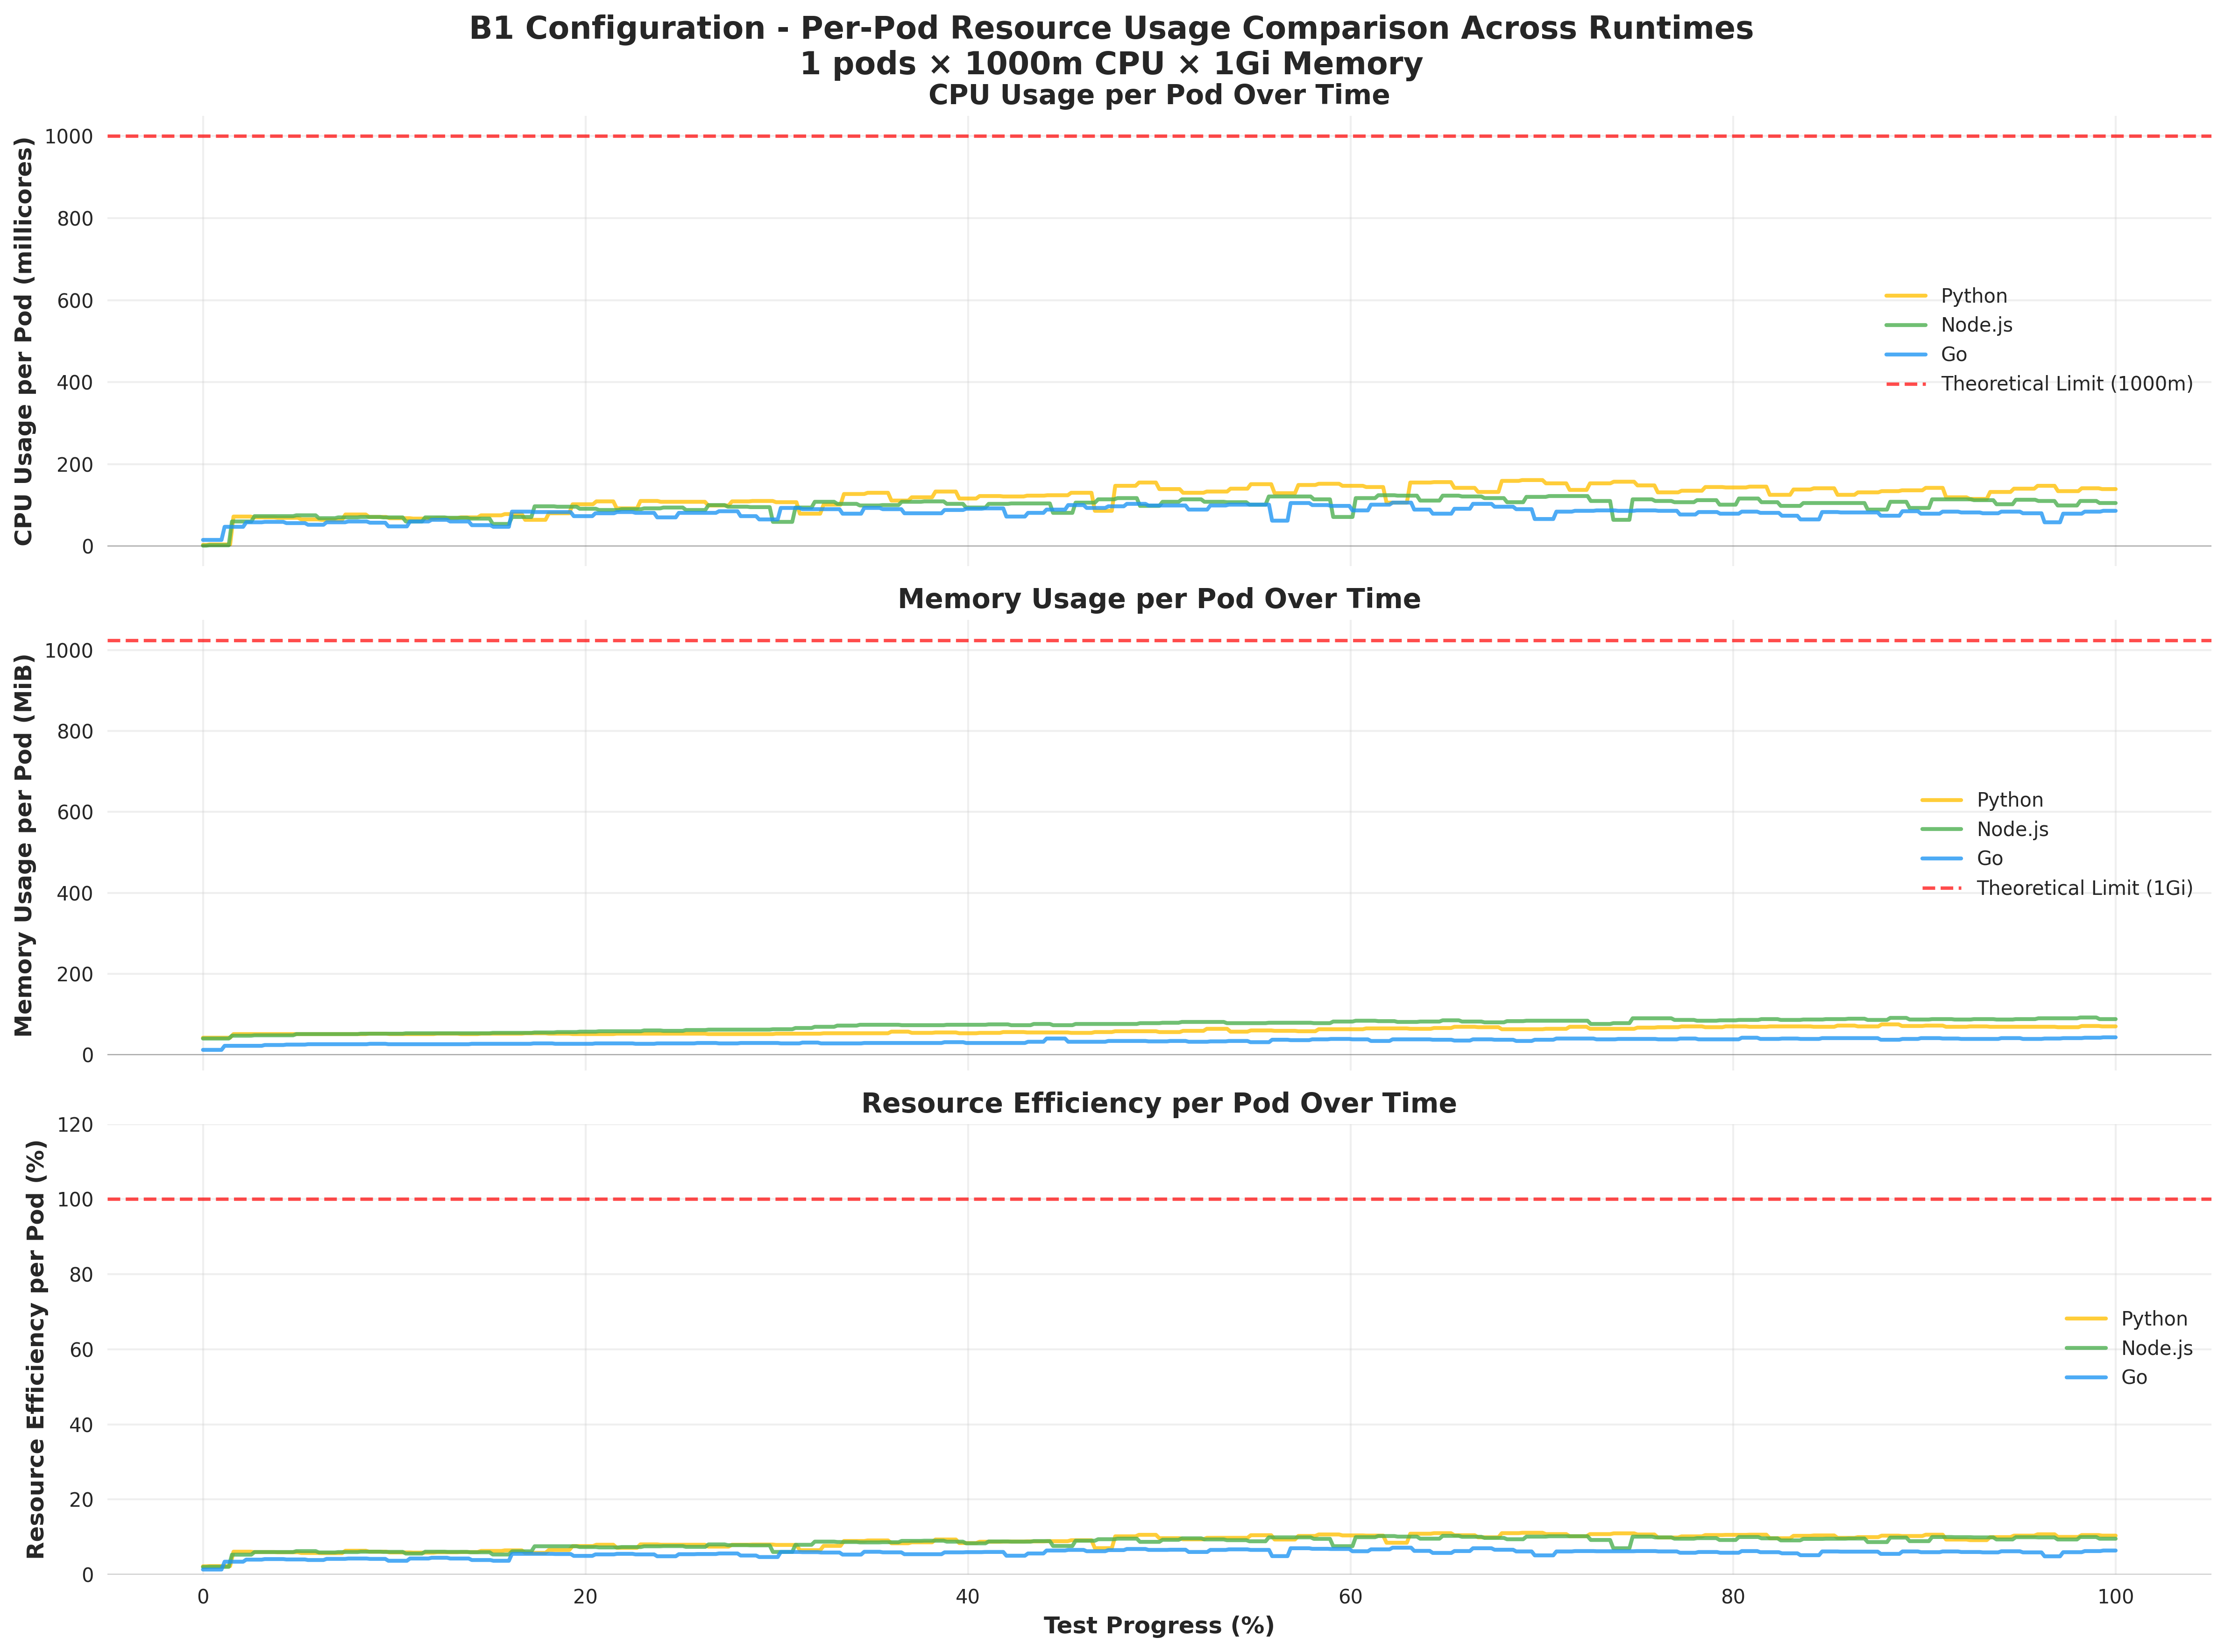 B1 Configuration - Per-Pod Resource Usage Comparison Across Runtimes
1 pods × 1000m CPU × 1Gi Memory
CPU Usage per Pod Over Time
CPU Usage per Pod (millicores)
1000
800
600
400
200
0
Python
Node.js
Go
Theoretical Limit (1000m)
Memory Usage per Pod Over Time
Memory Usage per Pod (MiB)
1000
800
600
400
200
0
Python
Node.js
Go
Theoretical Limit (1Gi)
Resource Efficiency per Pod Over Time
Resource Efficiency per Pod (%)
120
100
80
60
40
20
0
Python
Node.js
Go
0
20
40
60
80
100
Test Progress (%)